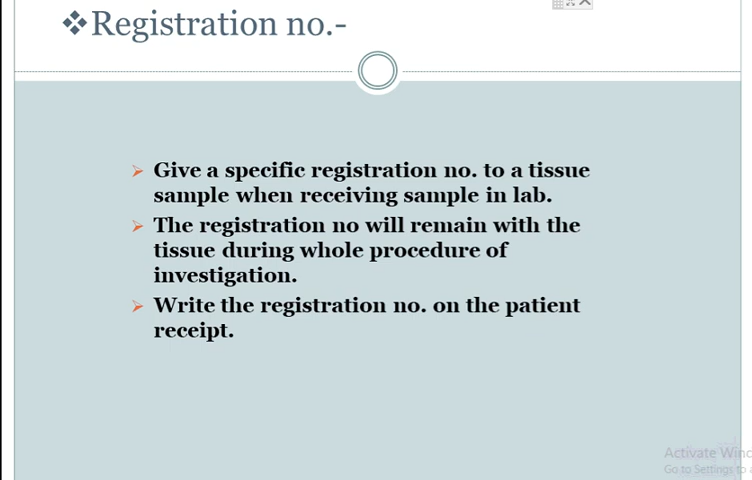 ❖Registration no.-
➢ Give a specific registration no. to a tissue
sample when receiving sample in lab.
➢ The registration no will remain with the
tissue during whole procedure of
investigation.
➢ Write the registration no. on the patient
receipt.
Activate Winc
Go to Settings to a